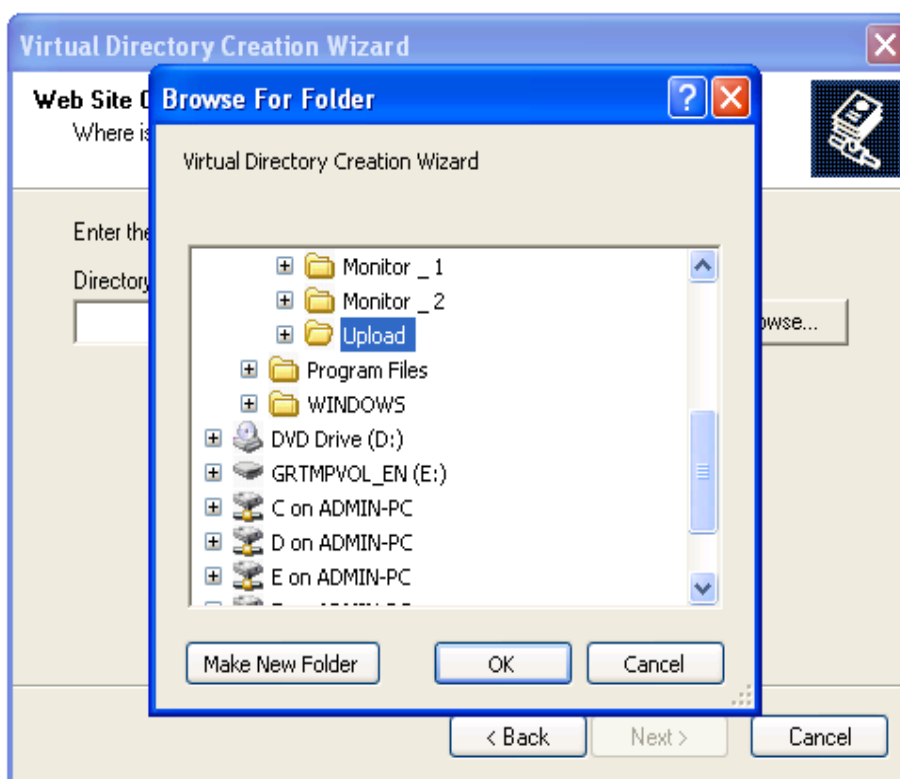 Virtual Directory Creation Wizard
Web Site
Where is
Browse For Folder
Virtual Directory Creation Wizard
Enter the
Directory
Monitor _ 1
Monitor _ 2
Upload
owse...
Program Files
WINDOWS
DVD Drive (D:)
GRTMPVOL_EN (E:)
C on ADMIN-PC
D on ADMIN-PC
E on ADMIN-PC
Make New Folder
OK
Cancel
< Back
Next >
Cancel